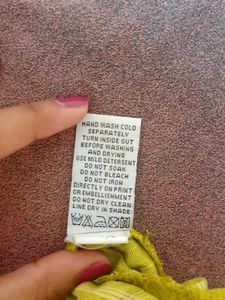 HAND WASH COLD
SEPARATELY
TURN INSIDE OUT
BEFORE WASHING
AND DRYING
USE MILD DETERGENT
DO NOT SOAK
DO NOT BLEACH
DO NOT IRON
DIRECTLY ON PRINT
OR EMBELLISHMENT
DO NOT DRY CLEAN
LINE DRY IN SHADE